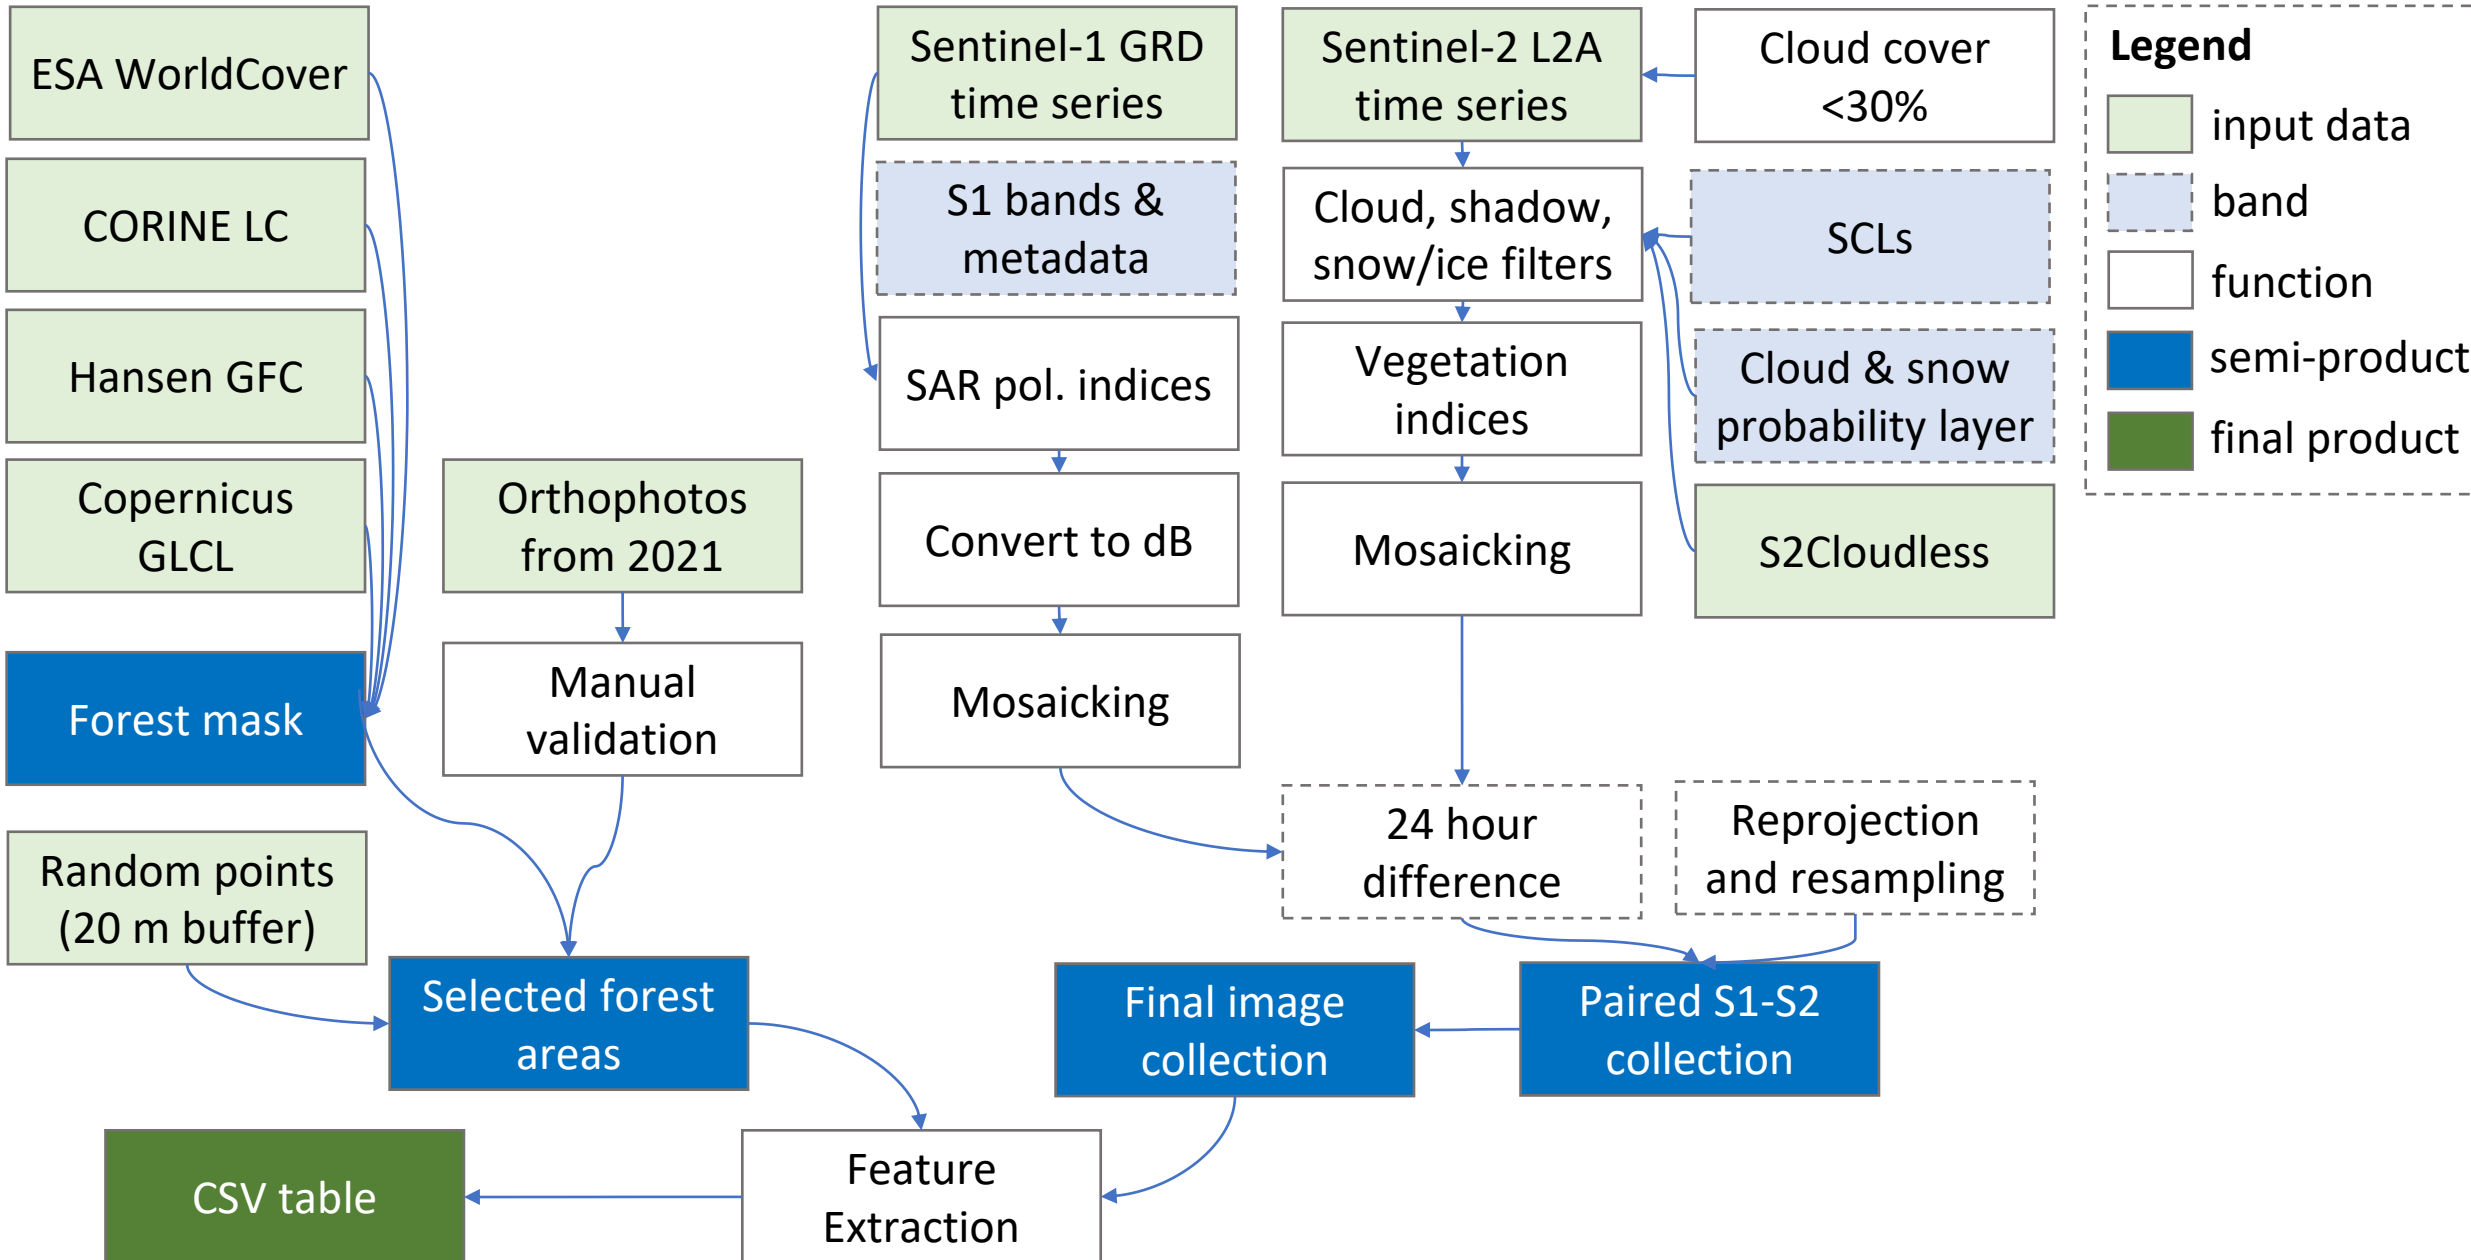 ESA WorldCover
CORINE LC
Hansen GFC
Copernicus
GLCL
Forest mask
Random points
(20 m buffer)
Orthophotos
from 2021
Manual
validation
Selected forest
areas
CSV table
Sentinel-1 GRD
time series
S1 bands &
metadata
SAR pol. indices
Convert to dB
Mosaicking
Sentinel-2 L2A
time series
Cloud, shadow,
snow/ice filters
Vegetation
indices
Mosaicking
24 hour
difference
Cloud cover
<30%
SCLs
Cloud & snow
probability layer
S2Cloudless
Reprojection
and resampling
Paired S1-S2
collection
Final image
collection
Feature
Extraction
Legend
input data
band
function
semi-product
final product